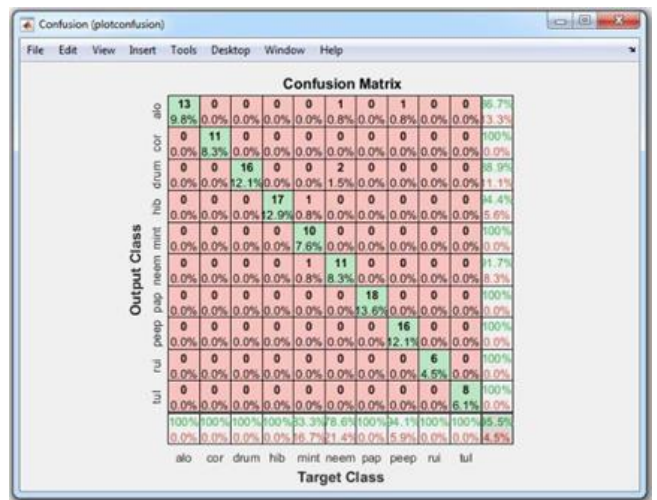 Confusion (plotconfusion)
File Edit View Insert Tools Desktop Window Help
Confusion Matrix
Output Class
alo 13 0 0 0 0 1 0 1 0 0
9.8% 0.0% 0.0% 0.0% 0.0% 0.8% 0.0% 0.8% 0.0% 0.0% 13.3%
cor 0 11 0 0 0 0 0 0 0 0 100%
0.0% 8.3% 0.0% 0.0% 0.0% 0.0% 0.0% 0.0% 0.0% 0.0% 0.0%
drum 0 0 16 0 0 2 0 0 0 0
0.0% 0.0% 12.1% 0.0% 0.0% 1.5% 0.0% 0.0% 0.0% 0.0% 11.1%
hib 0 0 0 17 1 0 0 0 0 0 94.4%
0.0% 0.0% 0.0% 12.9% 0.8% 0.0% 0.0% 0.0% 0.0% 0.0% 5.6%
mint 0 0 0 0 10 0 0 0 0 0 100%
0.0% 0.0% 0.0% 0.0% 7.6% 0.0% 0.0% 0.0% 0.0% 0.0% 0.0%
neem 0 0 0 0 1 11 0 0 0 0 91.7%
0.0% 0.0% 0.0% 0.0% 0.8% 8.3% 0.0% 0.0% 0.0% 0.0% 8.3%
pap 0 0 0 0 0 0 18 0 0 0 100%
0.0% 0.0% 0.0% 0.0% 0.0% 0.0% 13.6% 0.0% 0.0% 0.0% 0.0%
peep 0 0 0 0 0 0 0 16 0 0 100%
0.0% 0.0% 0.0% 0.0% 0.0% 0.0% 0.0% 12.1% 0.0% 0.0% 0.0%
rui 0 0 0 0 0 0 0 0 6 0 100%
0.0% 0.0% 0.0% 0.0% 0.0% 0.0% 0.0% 0.0% 4.5% 0.0% 0.0%
tul 0 0 0 0 0 0 0 0 0 8 100%
0.0% 0.0% 0.0% 0.0% 0.0% 0.0% 0.0% 0.0% 0.0% 6.1% 0.0%
100% 100% 100% 100% 83.3% 78.6% 100% 94.1% 100% 100% 95.5%
0.0% 0.0% 0.0% 0.0% 16.7% 21.4% 0.0% 5.9% 0.0% 0.0% 4.5%
alo cor drum hib mint neem pap peep rui tul
Target Class